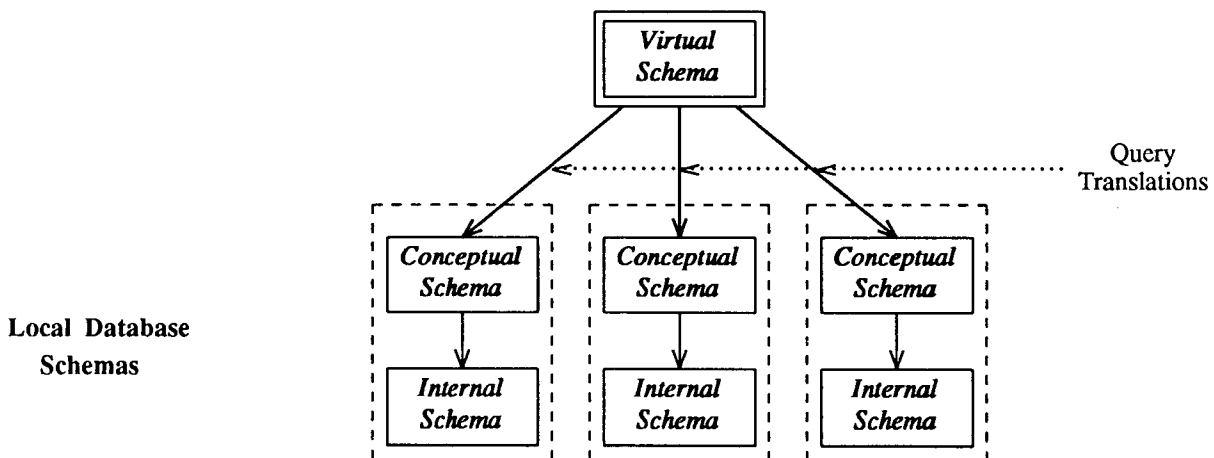 Virtual
Schema
Query
Translations
Conceptual
Schema
Conceptual
Schema
Conceptual
Schema
Local Database
Schemas
Internal
Schema
Internal
Schema
Internal
Schema